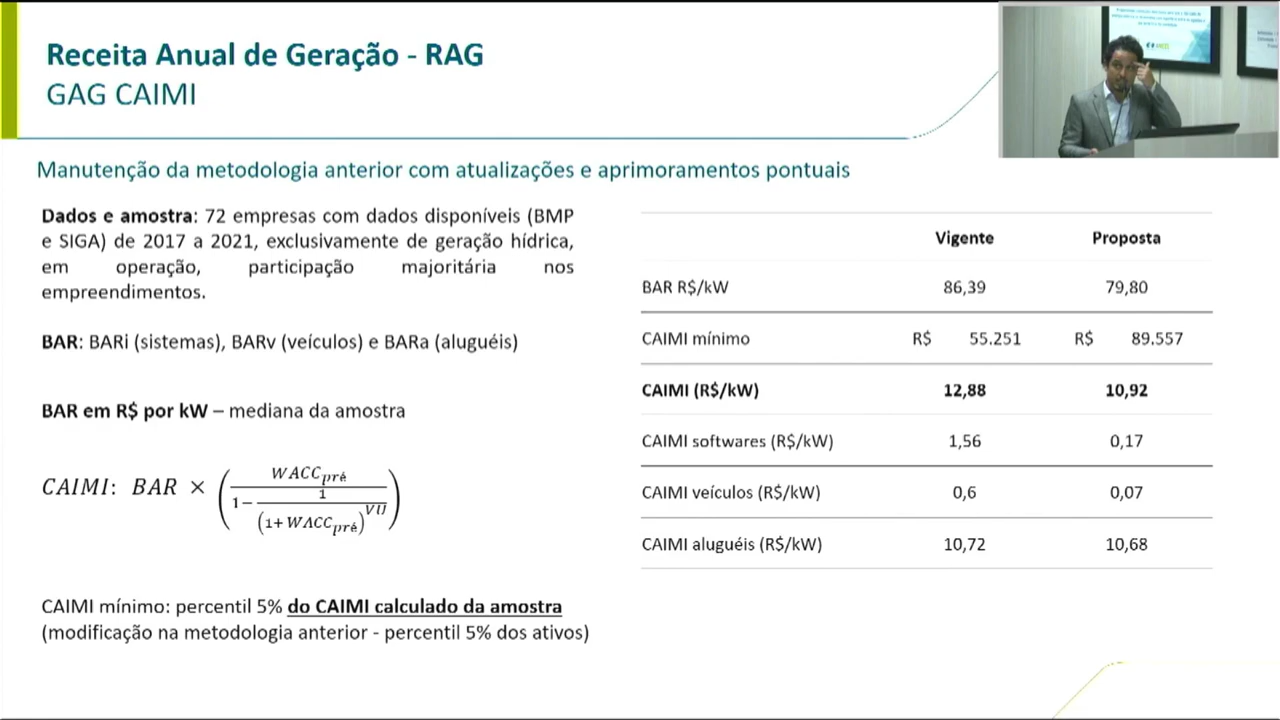 Receita Anual de Geração - RAG
GAG CAIMI
Manutenção da metodologia anterior com atualizações e aprimoramentos pontuais
Dados e amostra: 72 empresas com dados disponíveis (BMP
e SIGA) de 2017 a 2021, exclusivamente de geração hídrica,
em operação, participação majoritária nos
empreendimentos.
BAR: BARi (sistemas), BARv (veículos) e BARa (aluguéis)
BAR em R$ por kW – mediana da amostra
CAIMI: BAR × (WACCpré / (1 − 1 / (1+WACCpré)^VU))
CAIMI mínimo: percentil 5% do CAIMI calculado da amostra
(modificação na metodologia anterior - percentil 5% dos ativos)
Vigente Proposta
BAR R$/kW 86,39 79,80
CAIMI mínimo R$ 55.251 R$ 89.557
CAIMI (R$/kW) 12,88 10,92
CAIMI softwares (R$/kW) 1,56 0,17
CAIMI veículos (R$/kW) 0,6 0,07
CAIMI aluguéis (R$/kW) 10,72 10,68